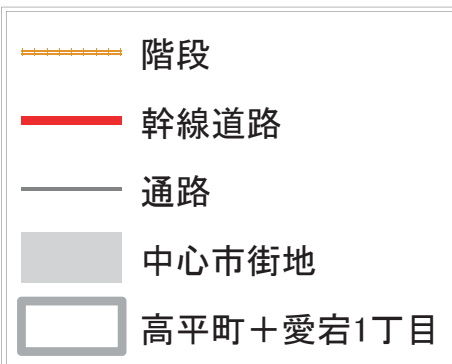 階段
幹線道路
通路
中心市街地
高平町＋愛宕1丁目